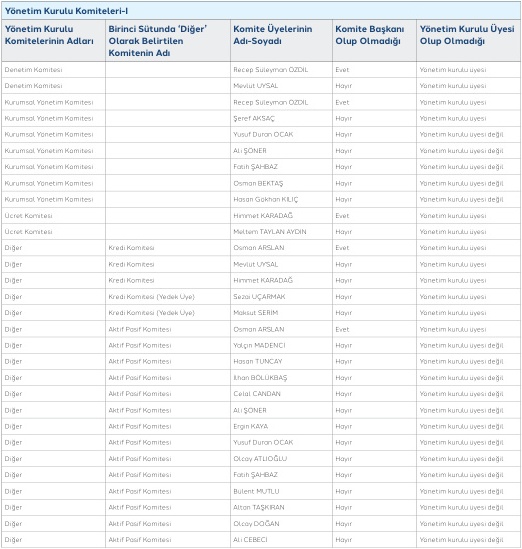 Yönetim Kurulu Komiteleri-I
Yönetim Kurulu Komitelerinin Adları | Birinci Sütunda 'Diğer' Olarak Belirtilen Komitenin Adı | Komite Üyelerinin Adı-Soyadı | Komite Başkanı Olup Olmadığı | Yönetim Kurulu Üyesi Olup Olmadığı
Denetim Komitesi | | Recep Süleyman ÖZDİL | Evet | Yönetim kurulu üyesi
Denetim Komitesi | | Mevlüt UYSAL | Hayır | Yönetim kurulu üyesi
Kurumsal Yönetim Komitesi | | Recep Süleyman ÖZDİL | Evet | Yönetim kurulu üyesi
Kurumsal Yönetim Komitesi | | Şeref AKSAÇ | Hayır | Yönetim kurulu üyesi
Kurumsal Yönetim Komitesi | | Yusuf Duran OCAK | Hayır | Yönetim kurulu üyesi değil
Kurumsal Yönetim Komitesi | | Ali ŞÖNER | Hayır | Yönetim kurulu üyesi değil
Kurumsal Yönetim Komitesi | | Fatih ŞAHBAZ | Hayır | Yönetim kurulu üyesi değil
Kurumsal Yönetim Komitesi | | Osman BEKTAŞ | Hayır | Yönetim kurulu üyesi değil
Kurumsal Yönetim Komitesi | | Hasan Gökhan KILIÇ | Hayır | Yönetim kurulu üyesi değil
Ücret Komitesi | | Himmet KARADAĞ | Evet | Yönetim kurulu üyesi
Ücret Komitesi | | Meltem TAYLAN AYDIN | Hayır | Yönetim kurulu üyesi
Diğer | Kredi Komitesi | Osman ARSLAN | Evet | Yönetim kurulu üyesi
Diğer | Kredi Komitesi | Mevlüt UYSAL | Hayır | Yönetim kurulu üyesi
Diğer | Kredi Komitesi | Himmet KARADAĞ | Hayır | Yönetim kurulu üyesi
Diğer | Kredi Komitesi (Yedek Üye) | Sezai UÇARMAK | Hayır | Yönetim kurulu üyesi
Diğer | Kredi Komitesi (Yedek Üye) | Maksut SERİM | Hayır | Yönetim kurulu üyesi
Diğer | Aktif Pasif Komitesi | Osman ARSLAN | Evet | Yönetim kurulu üyesi
Diğer | Aktif Pasif Komitesi | Yalçın MADENCİ | Hayır | Yönetim kurulu üyesi değil
Diğer | Aktif Pasif Komitesi | Hasan TUNCAY | Hayır | Yönetim kurulu üyesi değil
Diğer | Aktif Pasif Komitesi | İlhan BÖLÜKBAŞ | Hayır | Yönetim kurulu üyesi değil
Diğer | Aktif Pasif Komitesi | Celal CANDAN | Hayır | Yönetim kurulu üyesi değil
Diğer | Aktif Pasif Komitesi | Ali ŞÖNER | Hayır | Yönetim kurulu üyesi değil
Diğer | Aktif Pasif Komitesi | Ergin KAYA | Hayır | Yönetim kurulu üyesi değil
Diğer | Aktif Pasif Komitesi | Yusuf Duran OCAK | Hayır | Yönetim kurulu üyesi değil
Diğer | Aktif Pasif Komitesi | Olcay ATLIOĞLU | Hayır | Yönetim kurulu üyesi değil
Diğer | Aktif Pasif Komitesi | Fatih ŞAHBAZ | Hayır | Yönetim kurulu üyesi değil
Diğer | Aktif Pasif Komitesi | Bülent MUTLU | Hayır | Yönetim kurulu üyesi değil
Diğer | Aktif Pasif Komitesi | Altan TAŞKIRAN | Hayır | Yönetim kurulu üyesi değil
Diğer | Aktif Pasif Komitesi | Olcay DOĞAN | Hayır | Yönetim kurulu üyesi değil
Diğer | Aktif Pasif Komitesi | Ali CEBECİ | Hayır | Yönetim kurulu üyesi değil